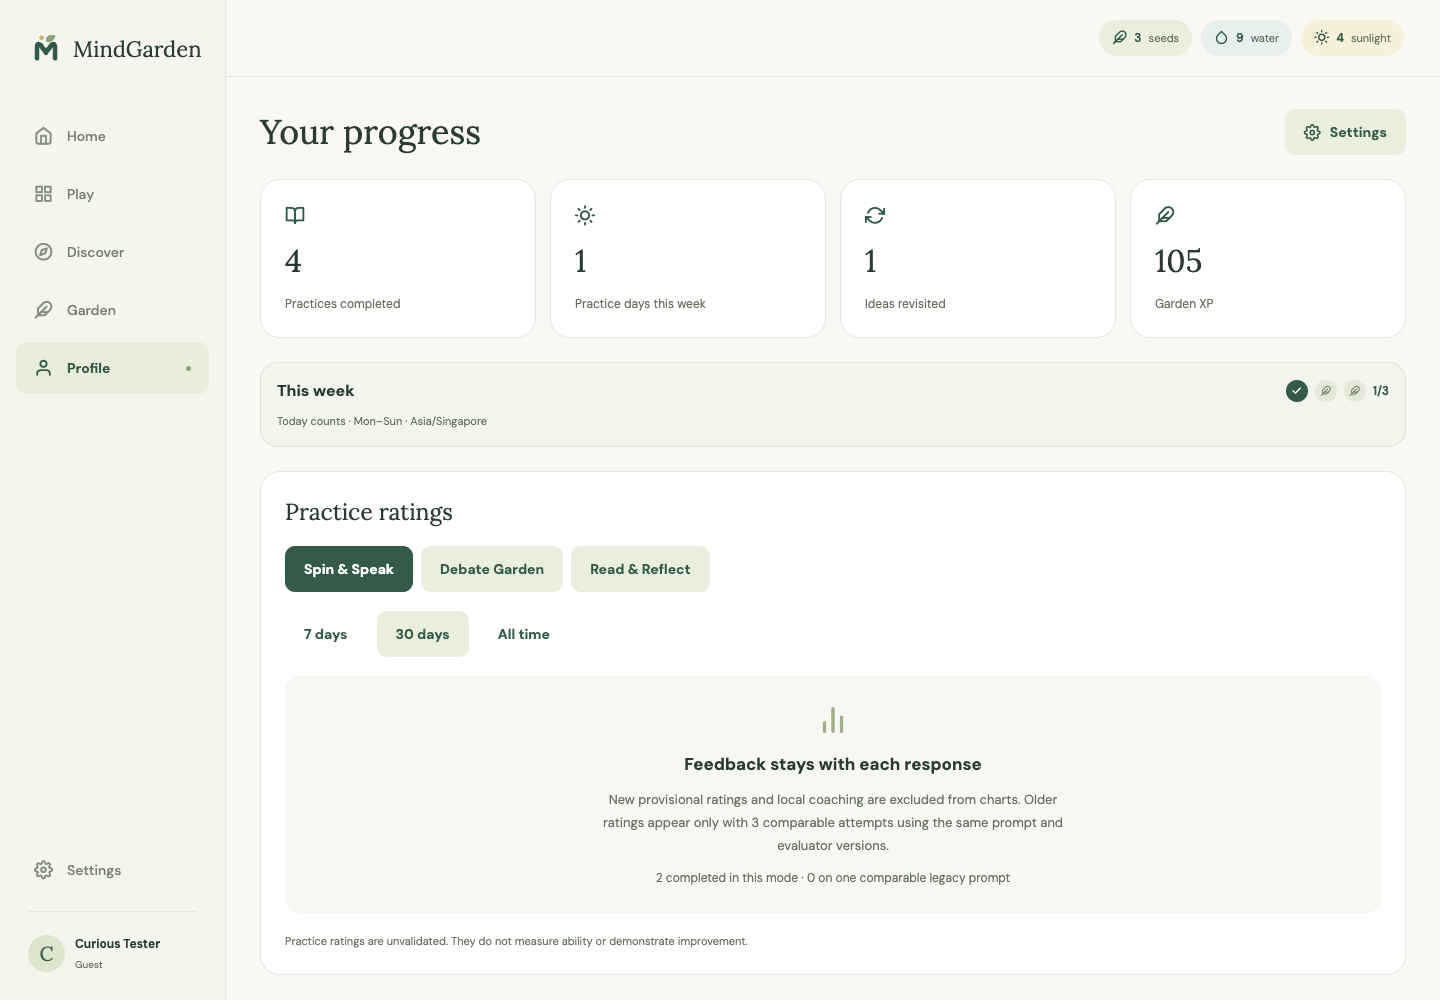 MindGarden
3 seeds
9 water
4 sunlight
Home
Play
Discover
Garden
Profile
Settings
Curious Tester
Guest
Your progress
Settings
4
Practices completed
1
Practice days this week
1
Ideas revisited
105
Garden XP
This week
1/3
Today counts · Mon–Sun · Asia/Singapore
Practice ratings
Spin & Speak
Debate Garden
Read & Reflect
7 days
30 days
All time
Feedback stays with each response
New provisional ratings and local coaching are excluded from charts. Older
ratings appear only with 3 comparable attempts using the same prompt and
evaluator versions.
2 completed in this mode · 0 on one comparable legacy prompt
Practice ratings are unvalidated. They do not measure ability or demonstrate improvement.
C